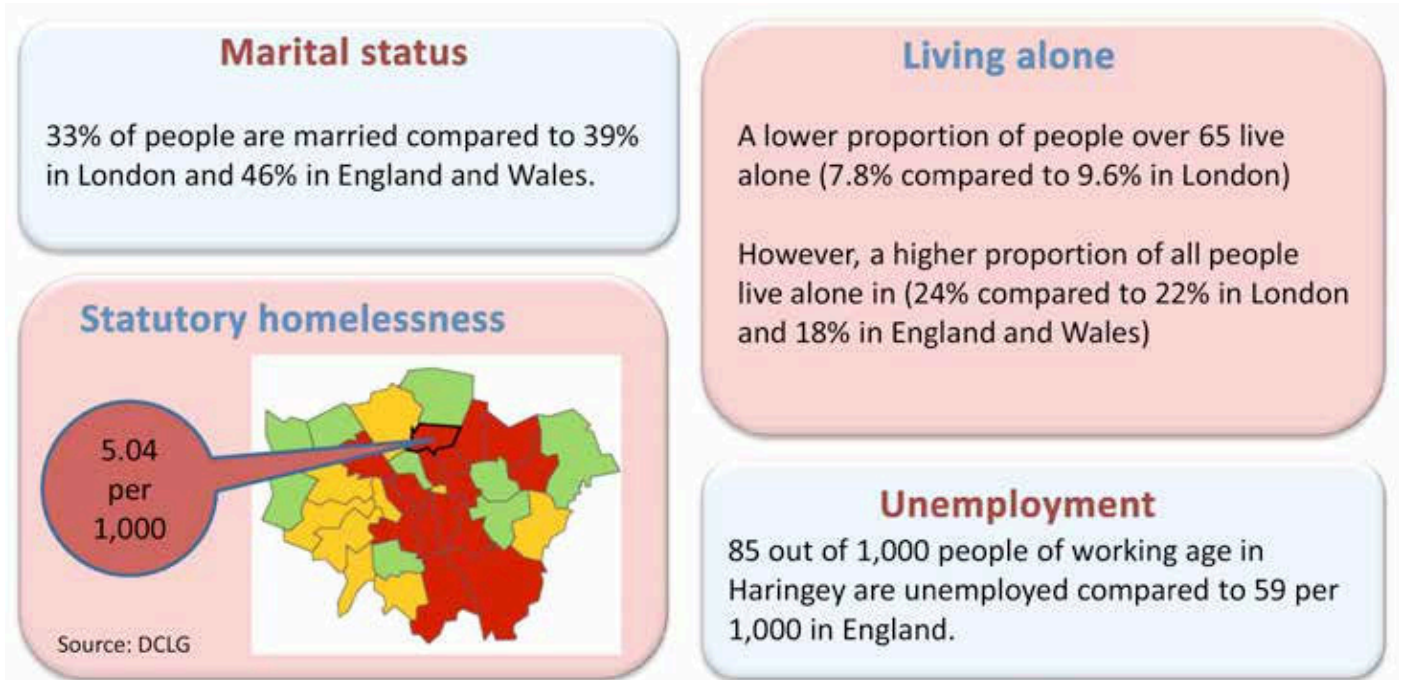 Marital status
33% of people are married compared to 39%
in London and 46% in England and Wales.
Living alone
A lower proportion of people over 65 live
alone (7.8% compared to 9.6% in London)
However, a higher proportion of all people
live alone in (24% compared to 22% in London
and 18% in England and Wales)
Statutory homelessness
5.04
per
1,000
Source: DCLG
Unemployment
85 out of 1,000 people of working age in
Haringey are unemployed compared to 59 per
1,000 in England.